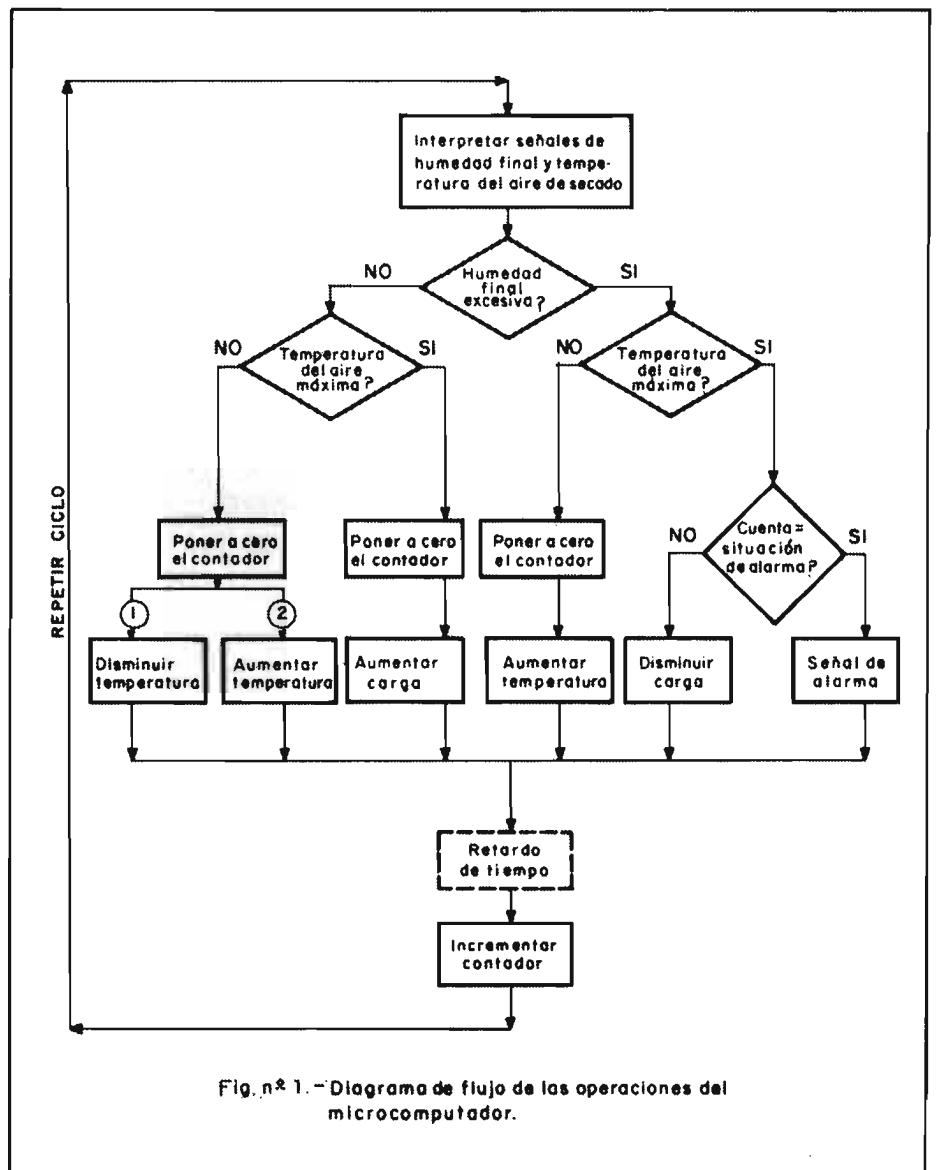 Interpretar señales de
humedad final y tempe-
ratura del aire de secado
Humedad
final
excesiva?
NO
SI
Temperatura
del aire
máxima?
NO
SI
Temperatura
del aire
máxima?
NO
SI
REPETIR CICLO
Poner a cero
el contador
Poner a cero
el contador
Poner a cero
el contador
Cuenta =
situación
de alarma?
NO
SI
1
2
Disminuir
temperatura
Aumentar
temperatura
Aumentar
carga
Aumentar
temperatura
Disminuir
carga
Señal de
alarma
Retardo
de tiempo
Incrementar
contador
Fig. nº 1.- Diagrama de flujo de las operaciones del
microcomputador.